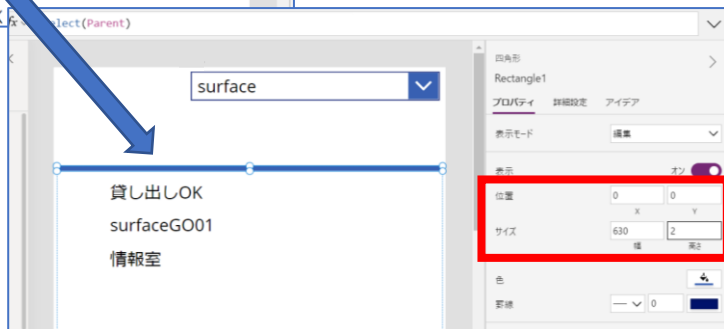 fx
elect(Parent)
四角形
Rectangle1
プロパティ 詳細設定 アイデア
表示モード 編集
表示 オン
位置 0 0
X Y
サイズ 630 2
幅 高さ
色
罫線 0
surface
貸し出しOK
surfaceGO01
情報室